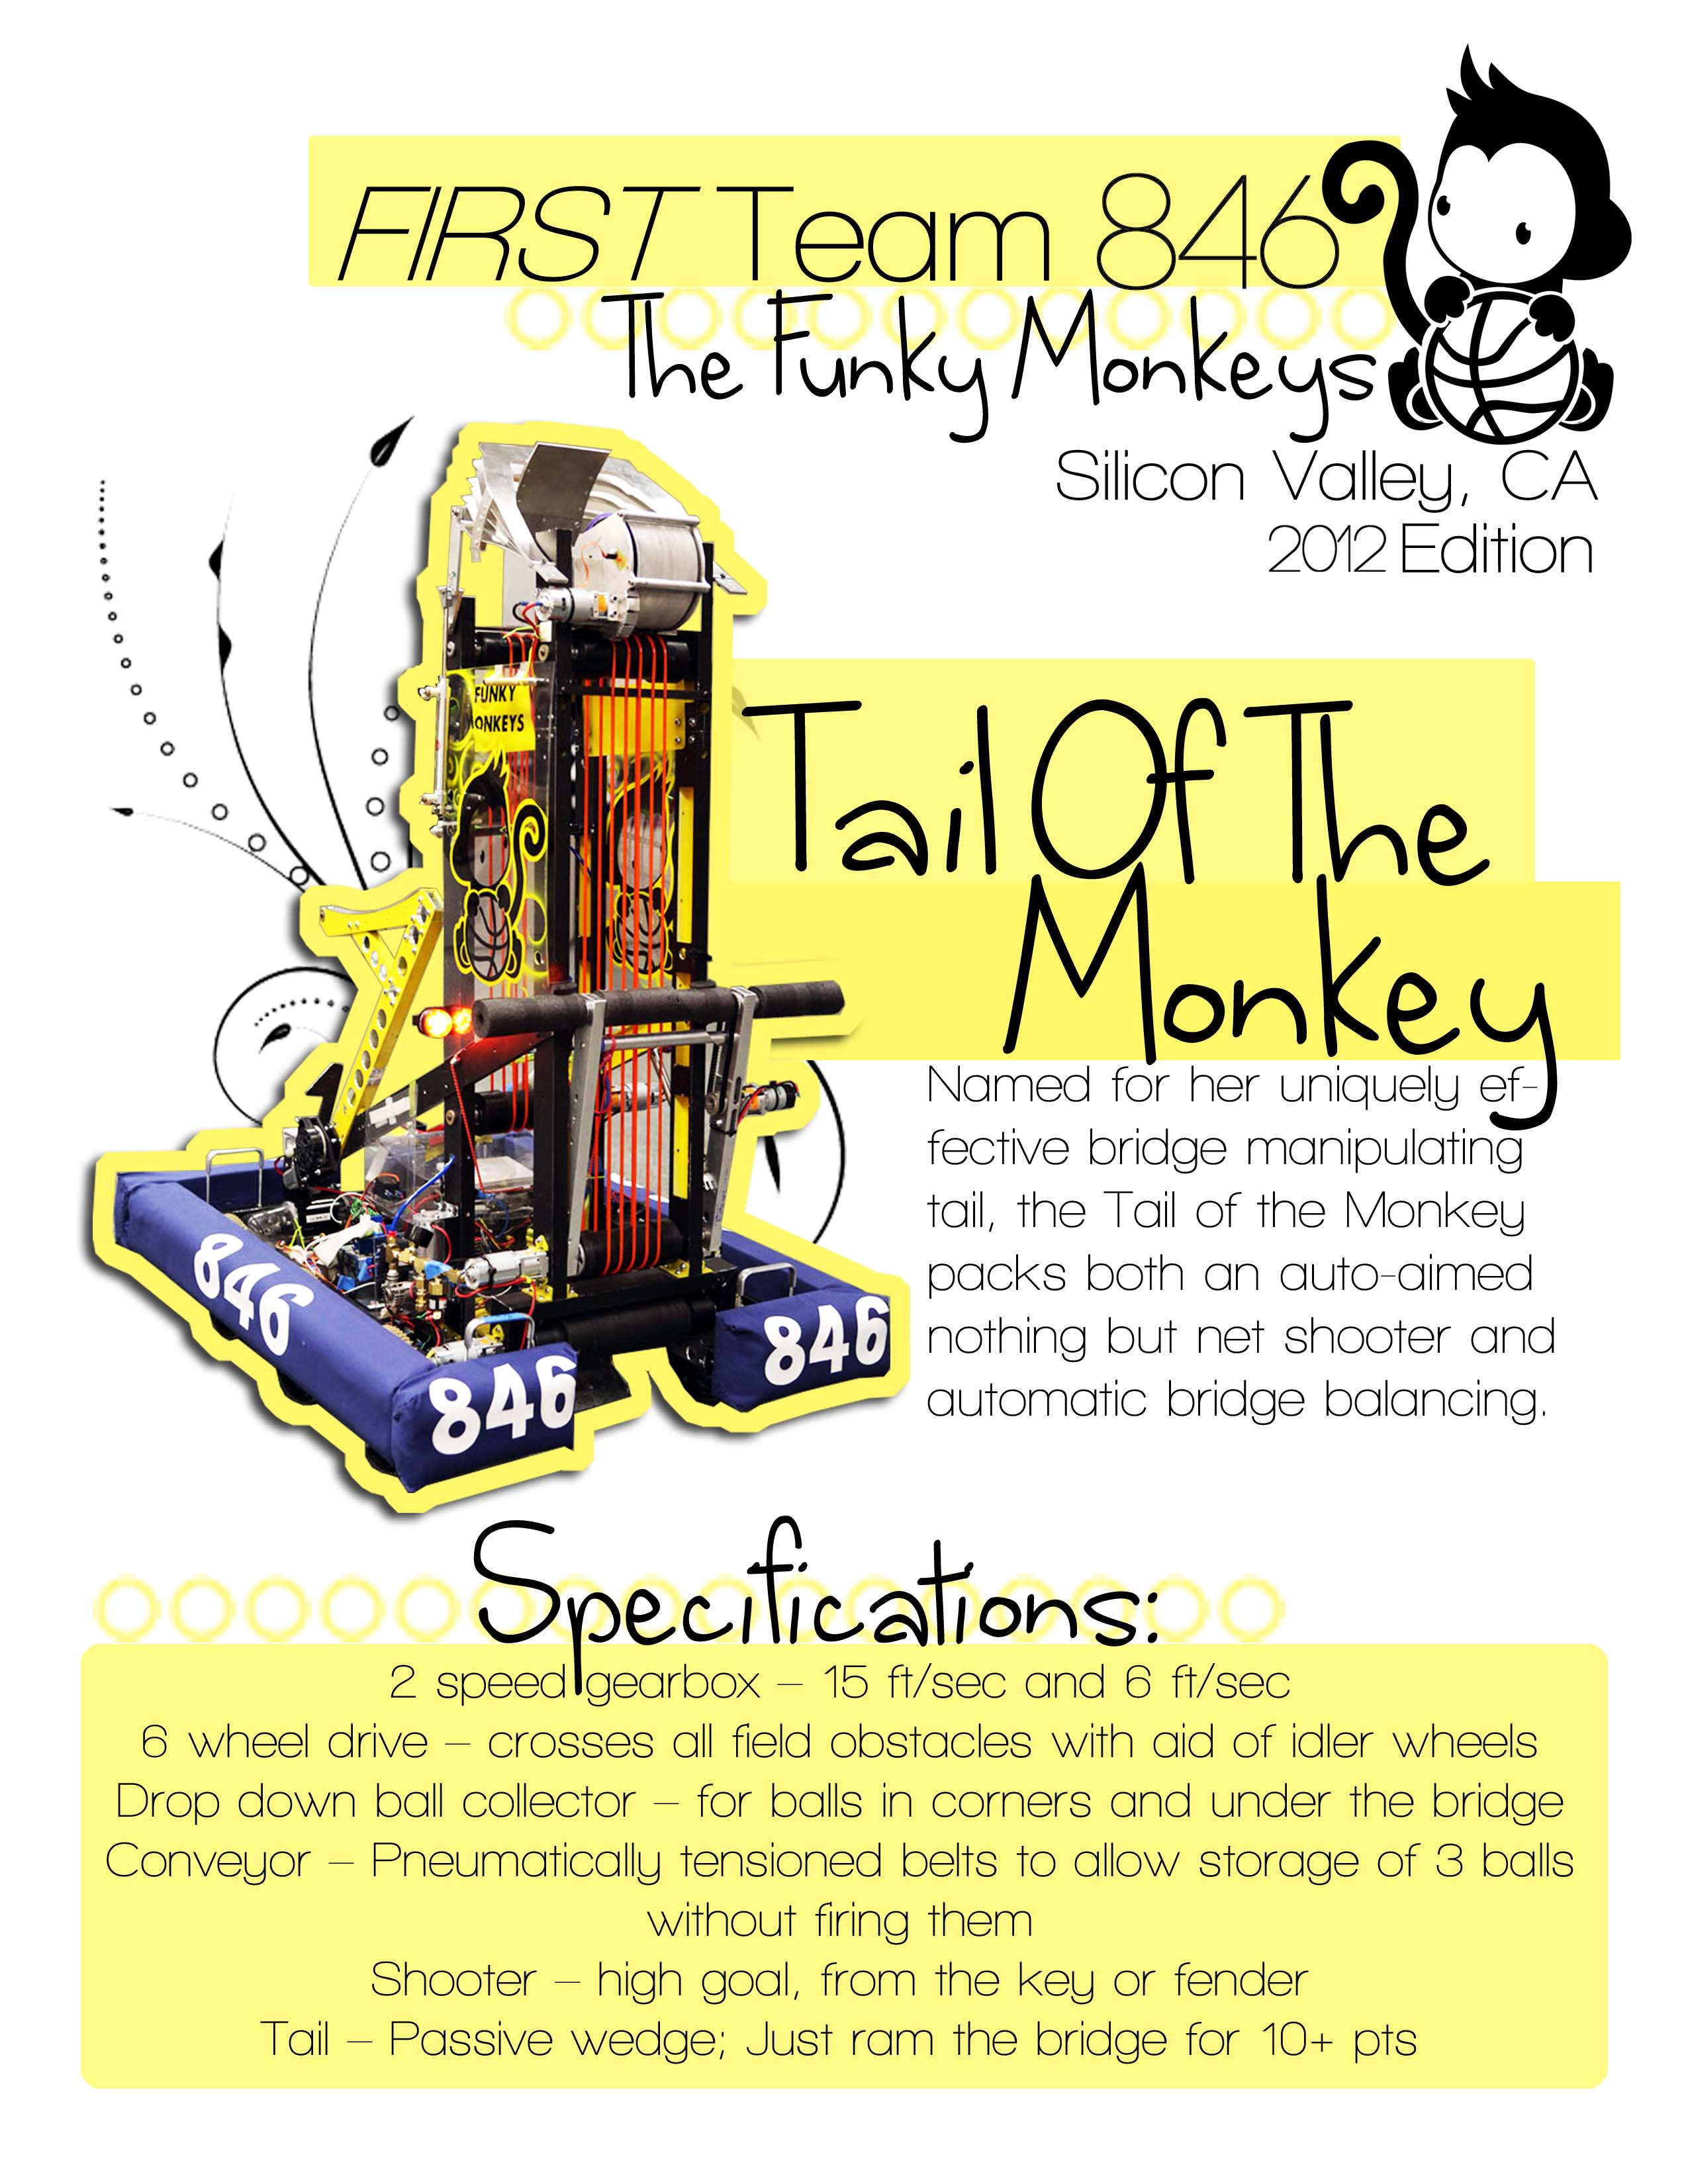 FIRST Team 846
The Funky Monkeys
Silicon Valley, CA
2012 Edition
Tail Of The
Monkey
Named for her uniquely ef-
fective bridge manipulating
tail, the Tail of the Monkey
packs both an auto-aimed
nothing but net shooter and
automatic bridge balancing.
FUNKY
ONKEYS
846
846
846
Specifications:
2 speed gearbox – 15 ft/sec and 6 ft/sec
6 wheel drive – crosses all field obstacles with aid of idler wheels
Drop down ball collector – for balls in corners and under the bridge
Conveyor – Pneumatically tensioned belts to allow storage of 3 balls
without firing them
Shooter – high goal, from the key or fender
Tail – Passive wedge; Just ram the bridge for 10+ pts